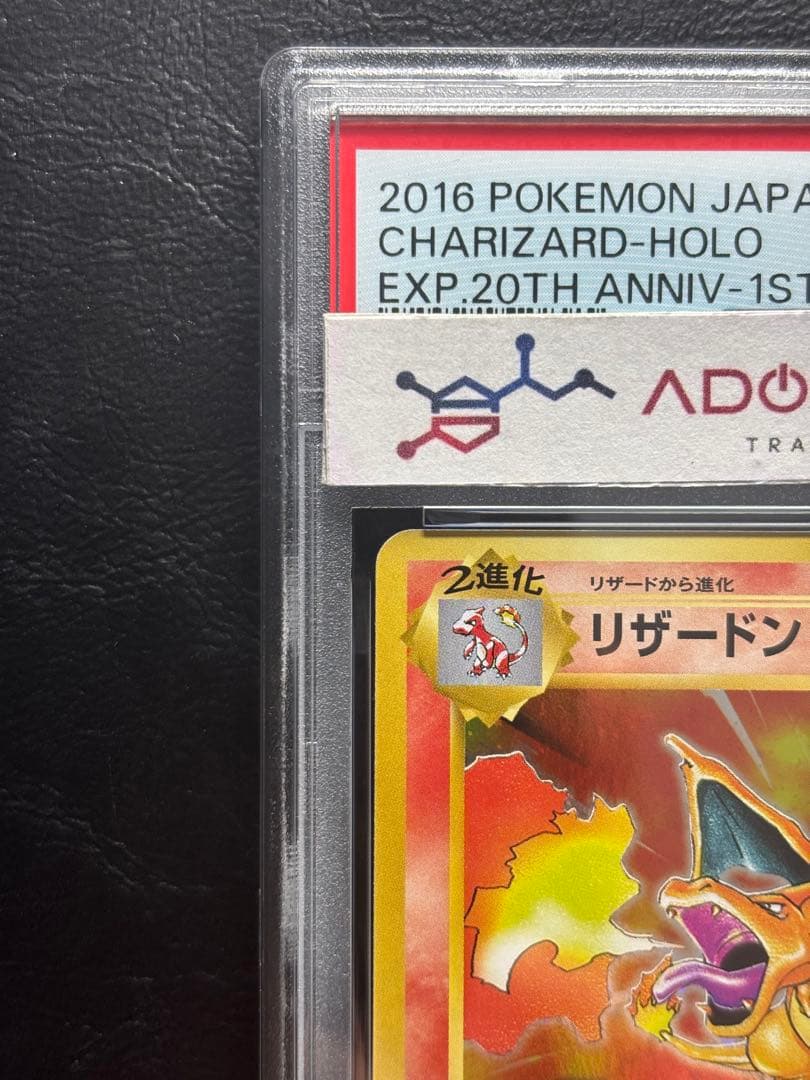 2016 POKEMON JAPA
CHARIZARD-HOLO
EXP.20TH ANNIV-1ST
ADO
TRA
2進化
リザードから進化
リザードン